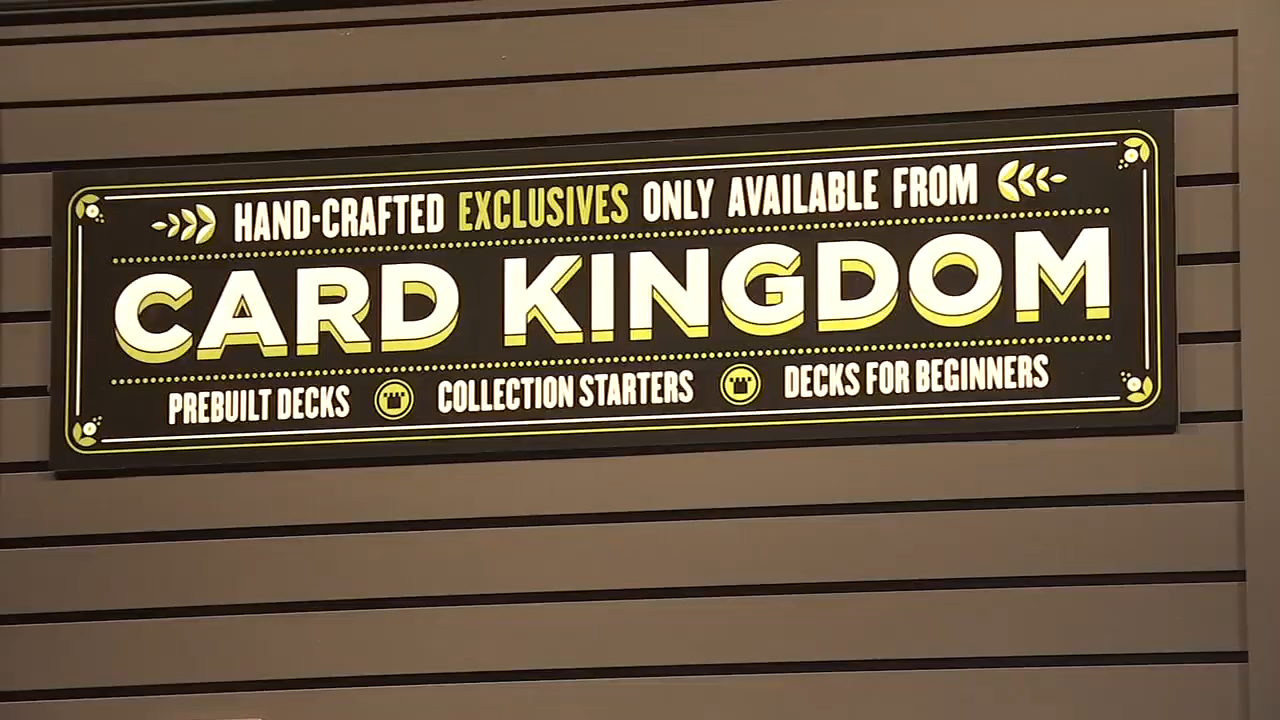 HAND-CRAFTED EXCLUSIVES ONLY AVAILABLE FROM
CARD KINGDOM
PREBUILT DECKS COLLECTION STARTERS DECKS FOR BEGINNERS